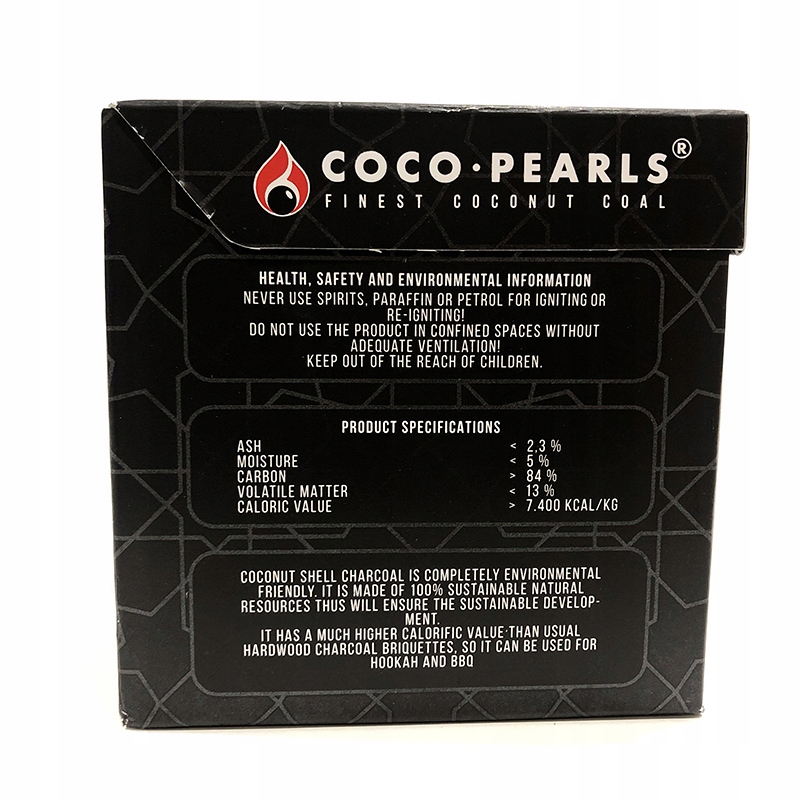 COCO·PEARLS®
FINEST COCONUT COAL
HEALTH, SAFETY AND ENVIRONMENTAL INFORMATION
NEVER USE SPIRITS, PARAFFIN OR PETROL FOR IGNITING OR
RE-IGNITING!
DO NOT USE THE PRODUCT IN CONFINED SPACES WITHOUT
ADEQUATE VENTILATION!
KEEP OUT OF THE REACH OF CHILDREN.
PRODUCT SPECIFICATIONS
ASH < 2,3 %
MOISTURE < 5 %
CARBON > 84 %
VOLATILE MATTER < 13 %
CALORIC VALUE > 7.400 KCAL/KG
COCONUT SHELL CHARCOAL IS COMPLETELY ENVIRONMENTAL
FRIENDLY. IT IS MADE OF 100% SUSTAINABLE NATURAL
RESOURCES THUS WILL ENSURE THE SUSTAINABLE DEVELOP-
MENT.
IT HAS A MUCH HIGHER CALORIFIC VALUE THAN USUAL
HARDWOOD CHARCOAL BRIQUETTES, SO IT CAN BE USED FOR
HOOKAH AND BBQ